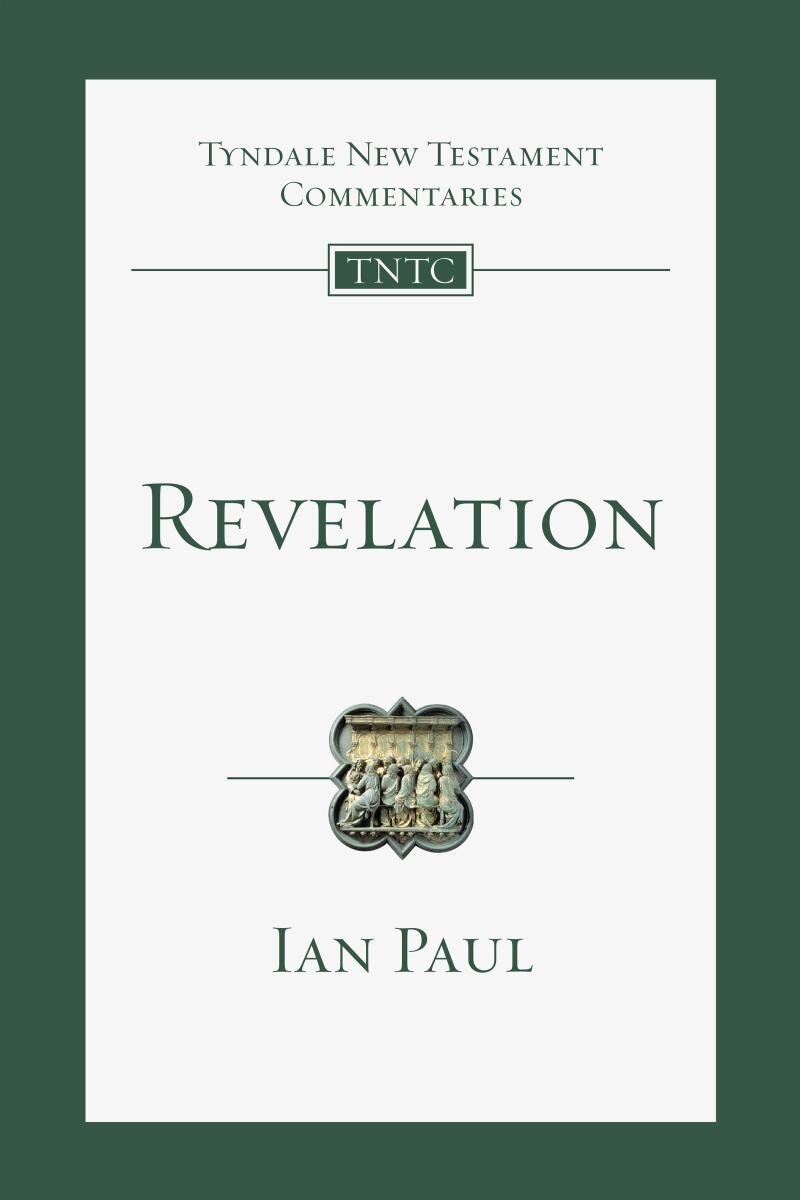 Tyndale New Testament
Commentaries
TNTC
Revelation
Ian Paul